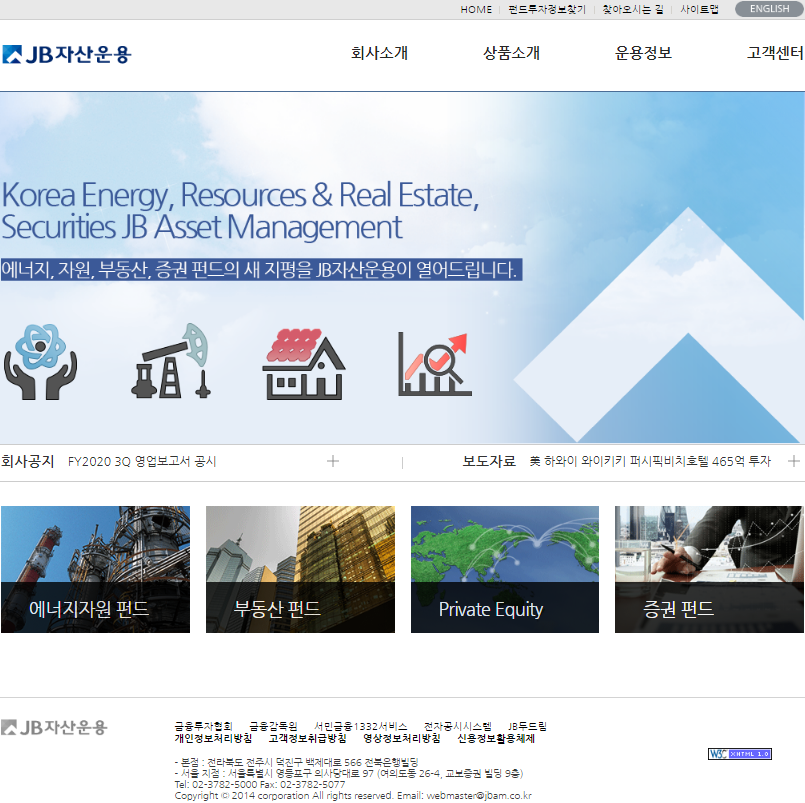 HOME 펀드투자정보찾기 찾아오시는 길 사이트맵 ENGLISH
JB자산운용 회사소개 상품소개 운용정보 고객센터
Korea Energy, Resources & Real Estate,
Securities JB Asset Management
에너지, 자원, 부동산, 증권 펀드의 새 지평을 JB자산운용이 열어드립니다.
회사공지 FY2020 3Q 영업보고서 공시 보도자료 美 하와이 와이키키 퍼시픽비치호텔 465억 투자
에너지자원 펀드 부동산 펀드 Private Equity 증권 펀드
JB자산운용
금융투자협회 금융감독원 서민금융1332서비스 전자공시시스템 JB두드림
개인정보처리방침 고객정보취급방침 영상정보처리방침 신용정보활용체제
W3C XHTML 1.0
- 본점 : 전라북도 전주시 덕진구 백제대로 566 전북은행빌딩
- 서울 지점 : 서울특별시 영등포구 의사당대로 97 (여의도동 26-4, 교보증권 빌딩 9층)
Tel: 02-3782-5000 Fax: 02-3782-5077
Copyright © 2014 corporation All rights reserved. Email: webmaster@jbam.co.kr